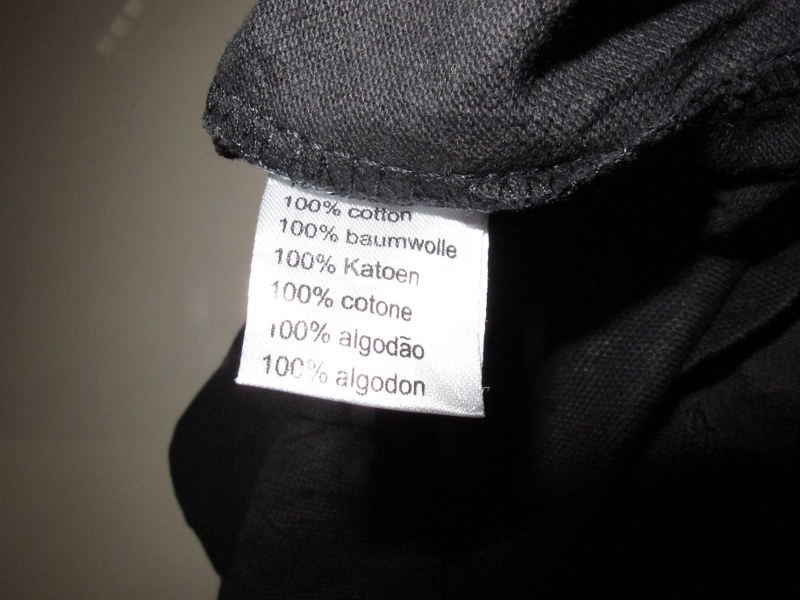 100% cotton
100% baumwolle
100% Katoen
100% cotone
100% algodão
100% algodon